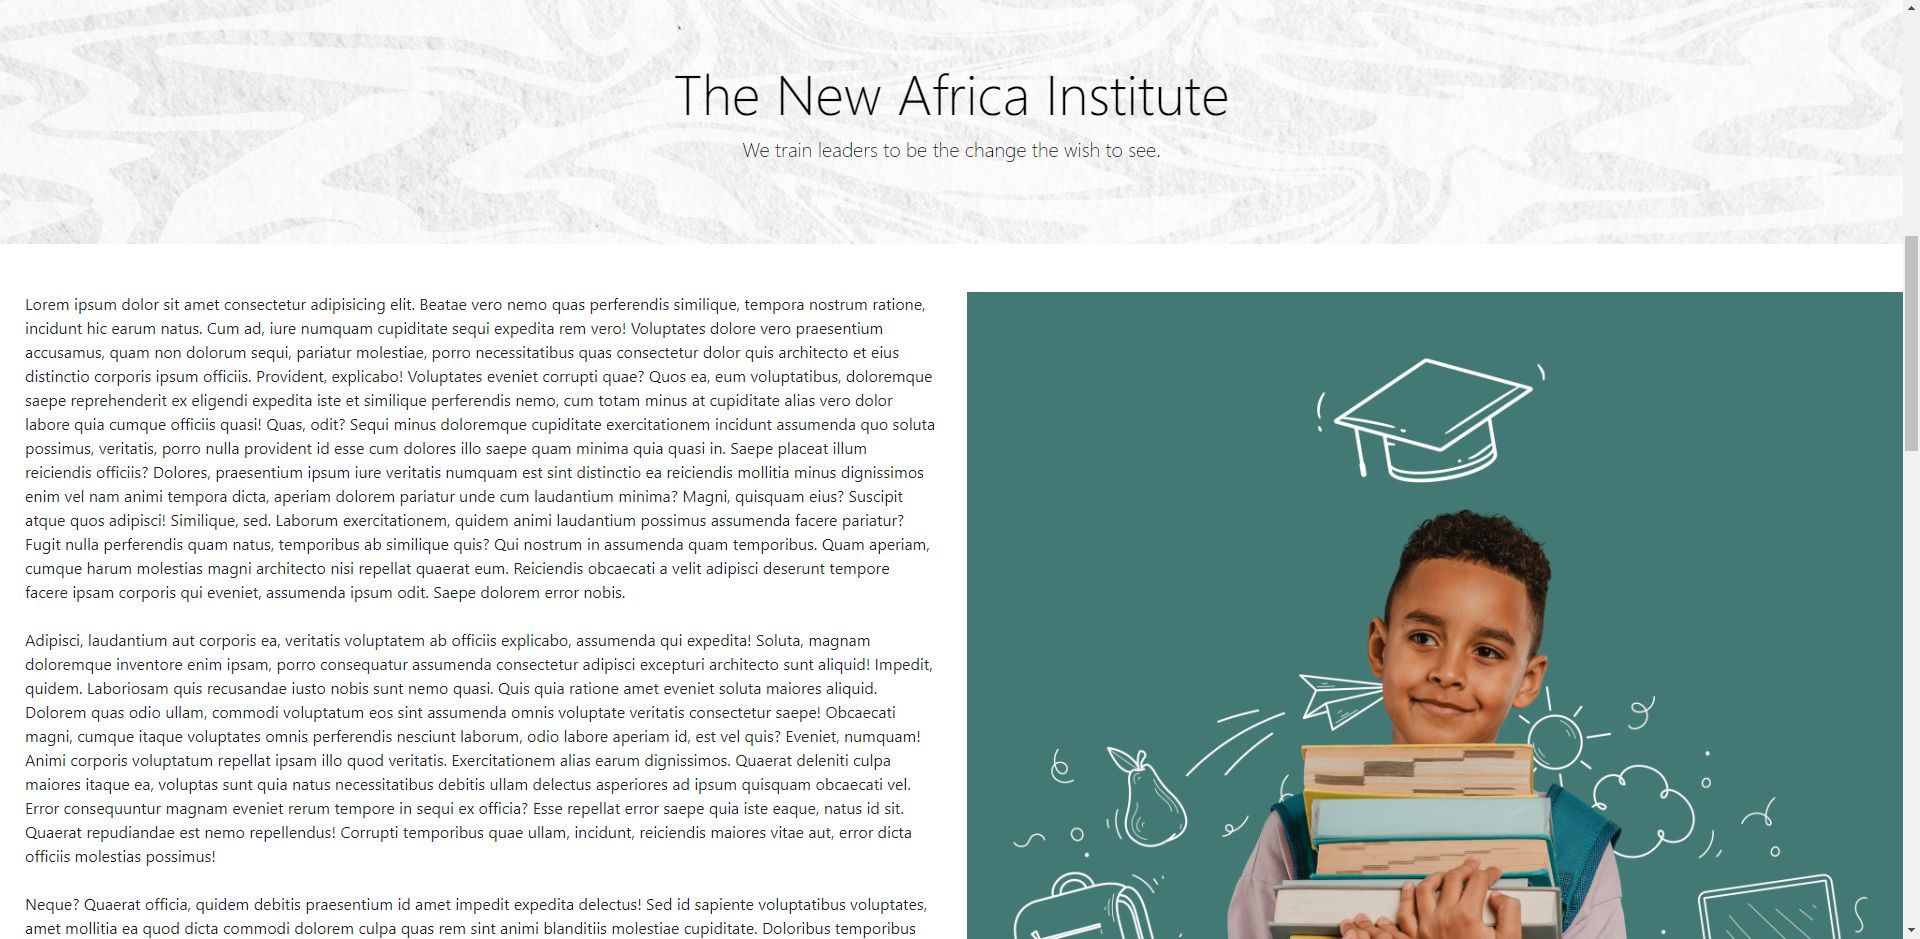 The New Africa Institute
We train leaders to be the change the wish to see.
Lorem ipsum dolor sit amet consectetur adipisicing elit. Beatae vero nemo quas perferendis similique, tempora nostrum ratione,
incidunt hic earum natus. Cum ad, iure numquam cupiditate sequi expedita rem vero! Voluptates dolore vero praesentium
accusamus, quam non dolorum sequi, pariatur molestiae, porro necessitatibus quas consectetur dolor quis architecto et eius
distinctio corporis ipsum officiis. Provident, explicabo! Voluptates eveniet corrupti quae? Quos ea, eum voluptatibus, doloremque
saepe reprehenderit ex eligendi expedita iste et similique perferendis nemo, cum totam minus at cupiditate alias vero dolor
labore quia cumque officiis quasi! Quas, odit? Sequi minus doloremque cupiditate exercitationem incidunt assumenda quo soluta
possimus, veritatis, porro nulla provident id esse cum dolores illo saepe quam minima quia quasi in. Saepe placeat illum
reiciendis officiis? Dolores, praesentium ipsum iure veritatis numquam est sint distinctio ea reiciendis mollitia minus dignissimos
enim vel nam animi tempora dicta, aperiam dolorem pariatur unde cum laudantium minima? Magni, quisquam eius? Suscipit
atque quos adipisci! Similique, sed. Laborum exercitationem, quidem animi laudantium possimus assumenda facere pariatur?
Fugit nulla perferendis quam natus, temporibus ab similique quis? Qui nostrum in assumenda quam temporibus. Quam aperiam,
cumque harum molestias magni architecto nisi repellat quaerat eum. Reiciendis obcaecati a velit adipisci deserunt tempore
facere ipsam corporis qui eveniet, assumenda ipsum odit. Saepe dolorem error nobis.
Adipisci, laudantium aut corporis ea, veritatis voluptatem ab officiis explicabo, assumenda qui expedita! Soluta, magnam
doloremque inventore enim ipsam, porro consequatur assumenda consectetur adipisci excepturi architecto sunt aliquid! Impedit,
quidem. Laboriosam quis recusandae iusto nobis sunt nemo quasi. Quis quia ratione amet eveniet soluta maiores aliquid.
Dolorem quas odio ullam, commodi voluptatum eos sint assumenda omnis voluptate veritatis consectetur saepe! Obcaecati
magni, cumque itaque voluptates omnis perferendis nesciunt laborum, odio labore aperiam id, est vel quis? Eveniet, numquam!
Animi corporis voluptatum repellat ipsam illo quod veritatis. Exercitationem alias earum dignissimos. Quaerat deleniti culpa
maiores itaque ea, voluptas sunt quia natus necessitatibus debitis ullam delectus asperiores ad ipsum quisquam obcaecati vel.
Error consequuntur magnam eveniet rerum tempore in sequi ex officia? Esse repellat error saepe quia iste eaque, natus id sit.
Quaerat repudiandae est nemo repellendus! Corrupti temporibus quae ullam, incidunt, reiciendis maiores vitae aut, error dicta
officiis molestias possimus!
Neque? Quaerat officia, quidem debitis praesentium id amet impedit expedita delectus! Sed id sapiente voluptatibus voluptates,
amet mollitia ea quod dicta commodi dolorem culpa quas rem sint animi blanditiis molestiae cupiditate. Doloribus temporibus